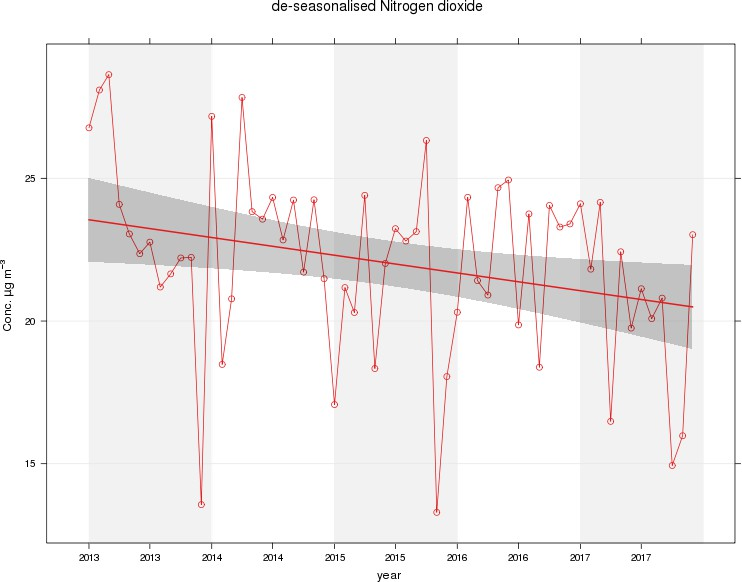 de-seasonalised Nitrogen dioxide
Conc. µg m⁻³
25
20
15
2013 2013 2014 2014 2015 2015 2016 2016 2017 2017
year